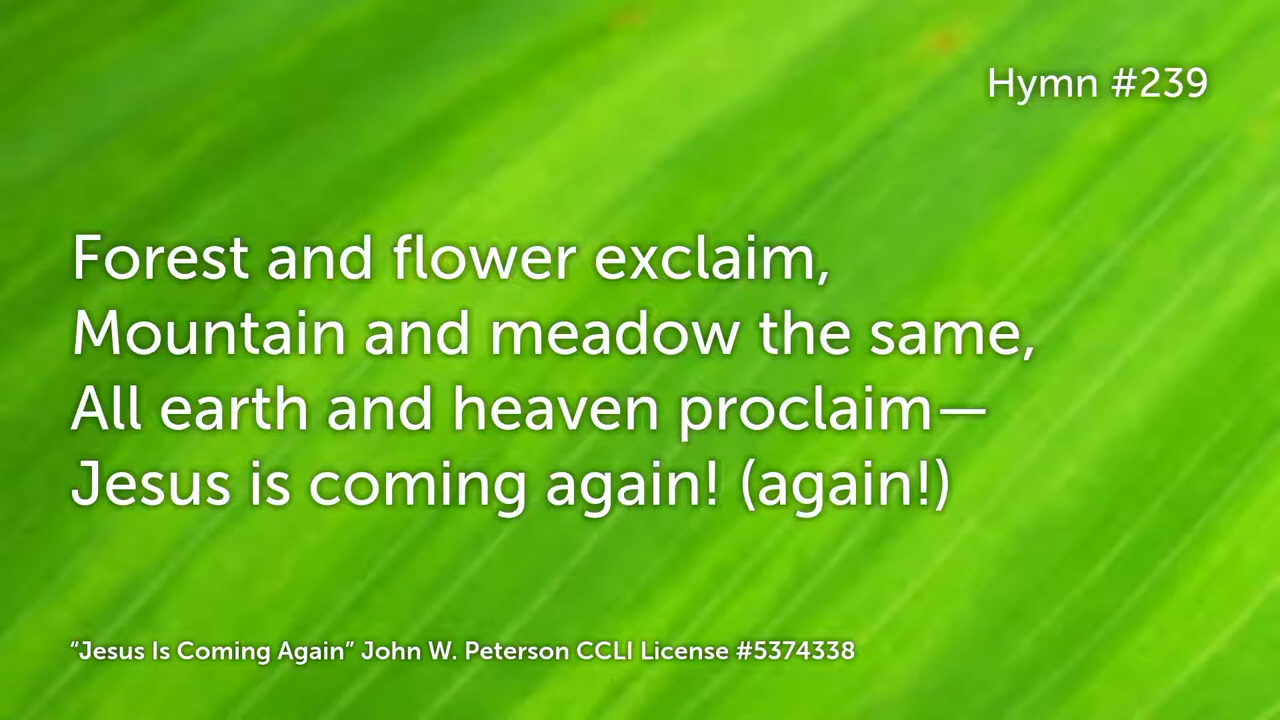 Hymn #239
Forest and flower exclaim,
Mountain and meadow the same,
All earth and heaven proclaim—
Jesus is coming again! (again!)
“Jesus Is Coming Again” John W. Peterson CCLI License #5374338